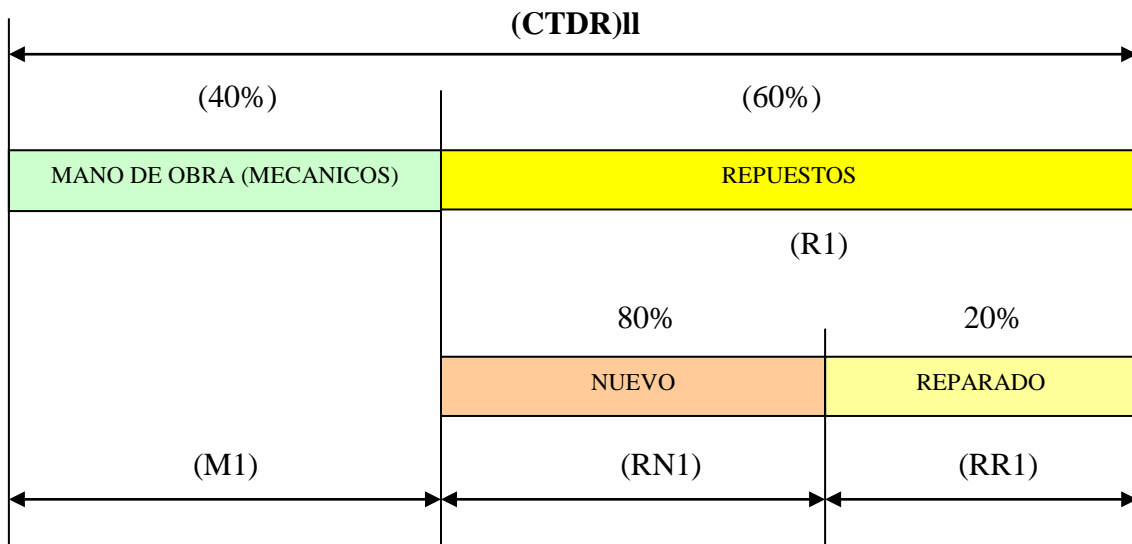 (CTDR)ll
(40%) (60%)
MANO DE OBRA (MECANICOS) REPUESTOS
(R1)
80% 20%
NUEVO REPARADO
(M1) (RN1) (RR1)